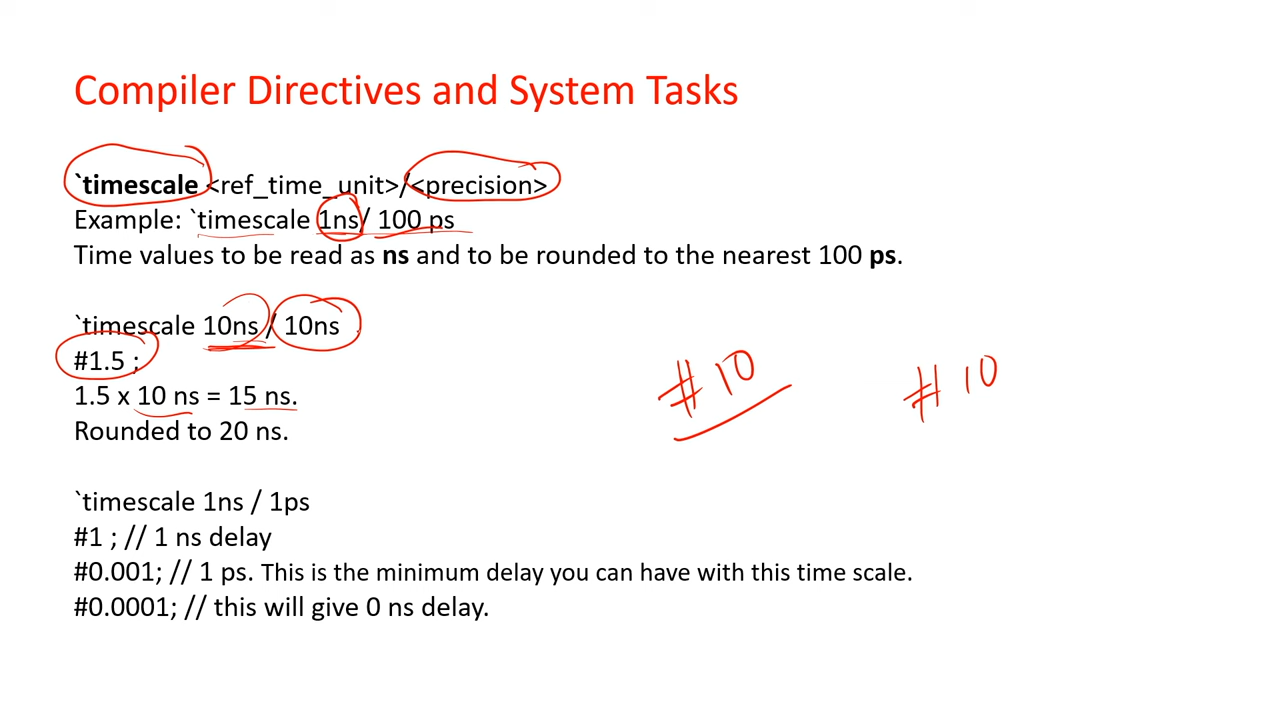 Compiler Directives and System Tasks
`timescale <ref_time_unit>/<precision>
Example: `timescale 1ns/ 100 ps
Time values to be read as ns and to be rounded to the nearest 100 ps.
`timescale 10ns / 10ns
#1.5 ;
1.5 x 10 ns = 15 ns.
Rounded to 20 ns.
#10 #10
`timescale 1ns / 1ps
#1 ; // 1 ns delay
#0.001; // 1 ps. This is the minimum delay you can have with this time scale.
#0.0001; // this will give 0 ns delay.